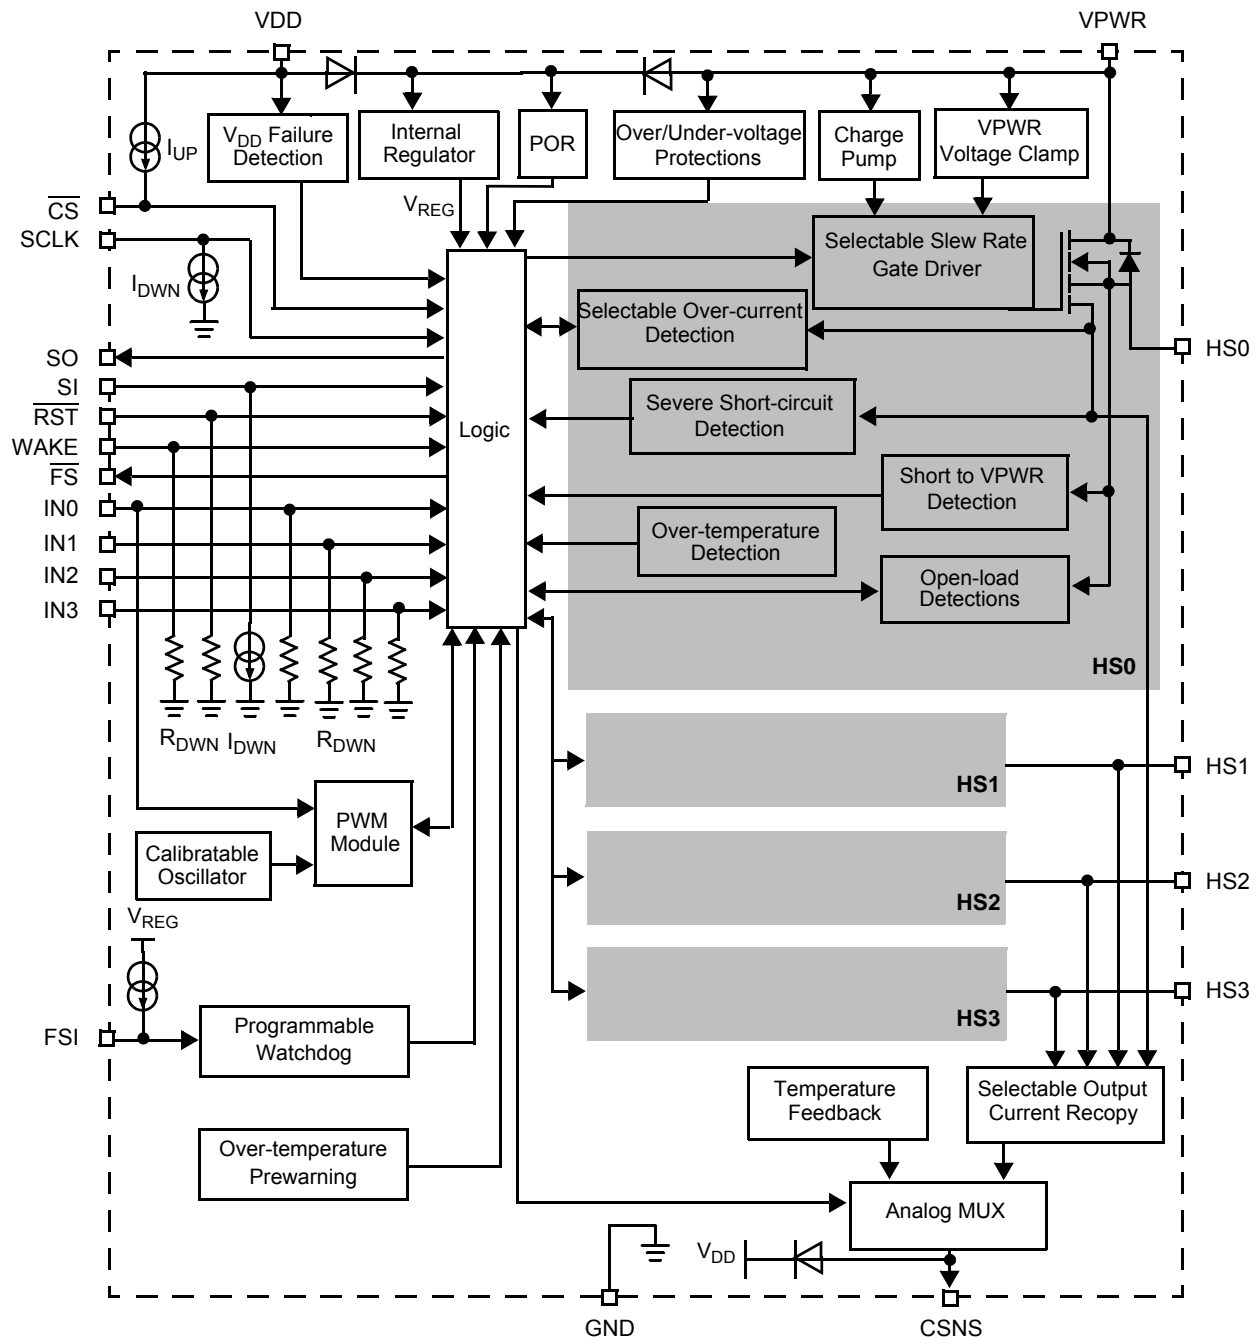 VDD
VPWR
VDD Failure
Detection
Internal
Regulator
POR
Over/Under-voltage
Protections
Charge
Pump
VPWR
Voltage Clamp
IUP
VREG
CS
SCLK
IDWN
SO
SI
RST
WAKE
FS
IN0
IN1
IN2
IN3
RDWN
IDWN
RDWN
Logic
Selectable Slew Rate
Gate Driver
Selectable Over-current
Detection
Severe Short-circuit
Detection
Short to VPWR
Detection
Over-temperature
Detection
Open-load
Detections
HS0
HS0
HS1
HS1
HS2
HS2
HS3
HS3
PWM
Module
Calibratable
Oscillator
VREG
FSI
Programmable
Watchdog
Over-temperature
Prewarning
Temperature
Feedback
Selectable Output
Current Recopy
Analog MUX
VDD
GND
CSNS